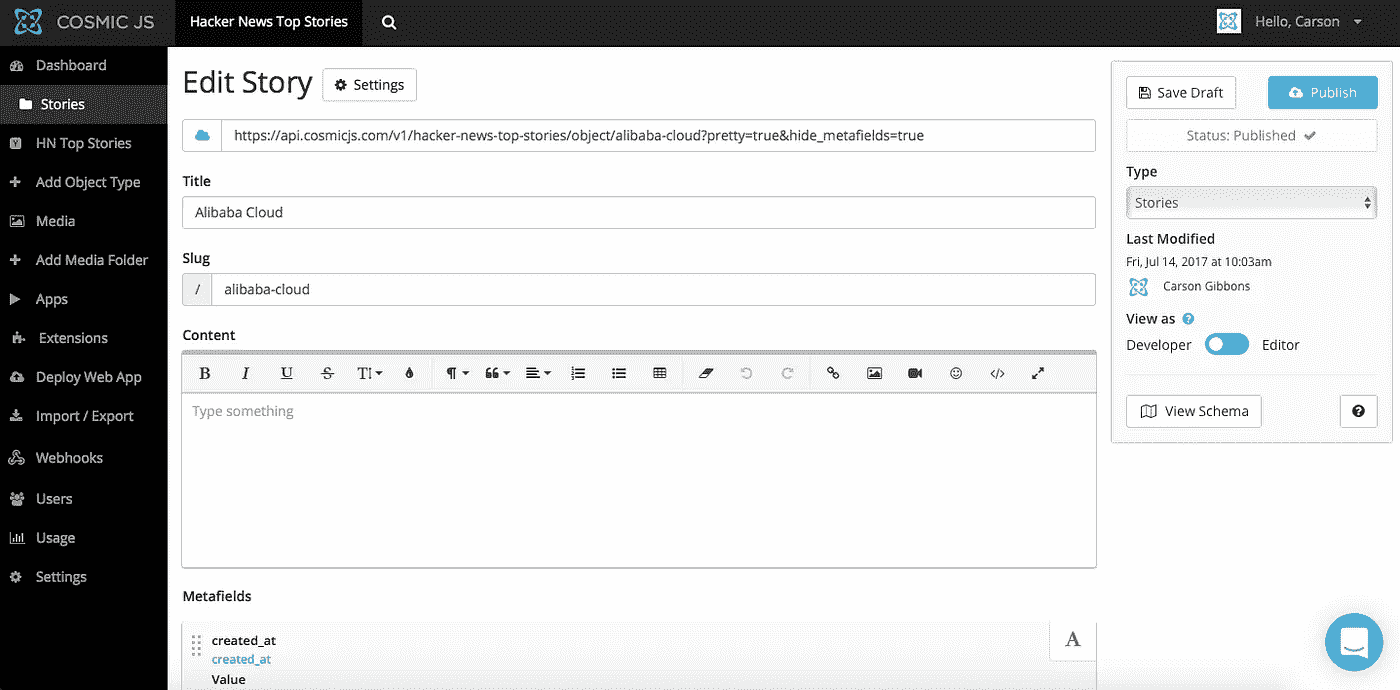 COSMIC JS
Hacker News Top Stories
Hello, Carson
Dashboard
Stories
HN Top Stories
Add Object Type
Media
Add Media Folder
Apps
Extensions
Deploy Web App
Import / Export
Webhooks
Users
Usage
Settings
Edit Story
Settings
https://api.cosmicjs.com/v1/hacker-news-top-stories/object/alibaba-cloud?pretty=true&hide_metafields=true
Title
Alibaba Cloud
Slug
/ alibaba-cloud
Content
B I U S T
Type something
Metafields
created_at
A
created_at
Value
Save Draft
Publish
Status: Published
Type
Stories
Last Modified
Fri, Jul 14, 2017 at 10:03am
Carson Gibbons
View as
Developer Editor
View Schema